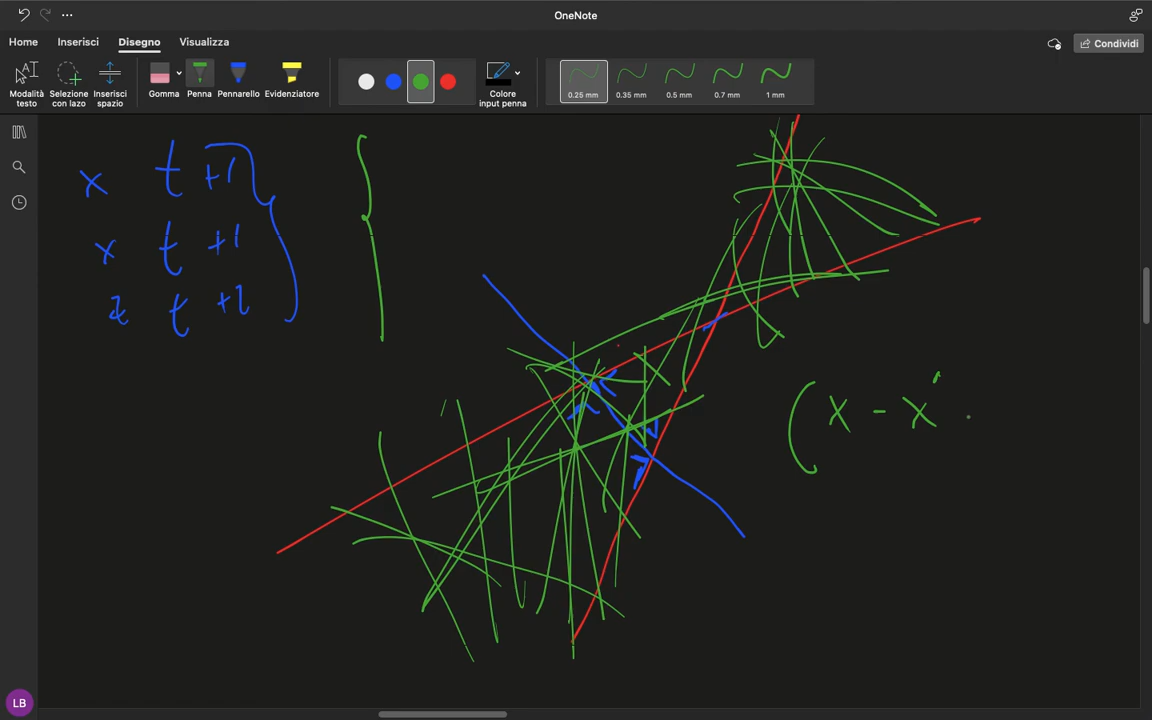 OneNote
Home Inserisci Disegno Visualizza
Condividi
Modalità testo
Selezione con lazo
Inserisci spazio
Gomma
Penna
Pennarello
Evidenziatore
Colore input penna
0.25 mm
0.35 mm
0.5 mm
0.7 mm
1 mm
x t +1
x t +1
z t +2
(x - x'
LB